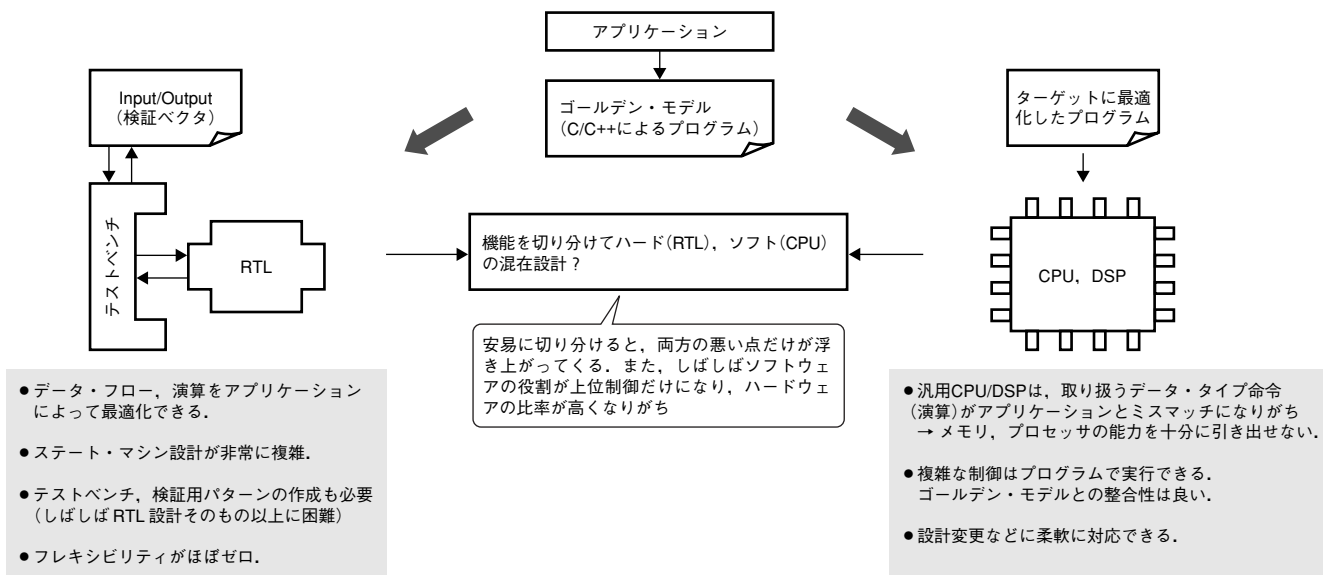 アプリケーション
ゴールデン・モデル
(C/C++によるプログラム)
Input/Output
(検証ベクタ)
テストベンチ
RTL
ターゲットに最適
化したプログラム
CPU，DSP
機能を切り分けてハード(RTL)，ソフト(CPU)
の混在設計？
安易に切り分けると，両方の悪い点だけが浮
き上がってくる．また，しばしばソフトウェ
アの役割が上位制御だけになり，ハードウェ
アの比率が高くなりがち
●データ・フロー，演算をアプリケーション
によって最適化できる．
●ステート・マシン設計が非常に複雑．
●テストベンチ，検証用パターンの作成も必要
(しばしば RTL 設計そのもの以上に困難)
●フレキシビリティがほぼゼロ．
●汎用CPU/DSPは，取り扱うデータ・タイプ命令
(演算)がアプリケーションとミスマッチになりがち
→ メモリ，プロセッサの能力を十分に引き出せない．
●複雑な制御はプログラムで実行できる．
ゴールデン・モデルとの整合性は良い．
●設計変更などに柔軟に対応できる．